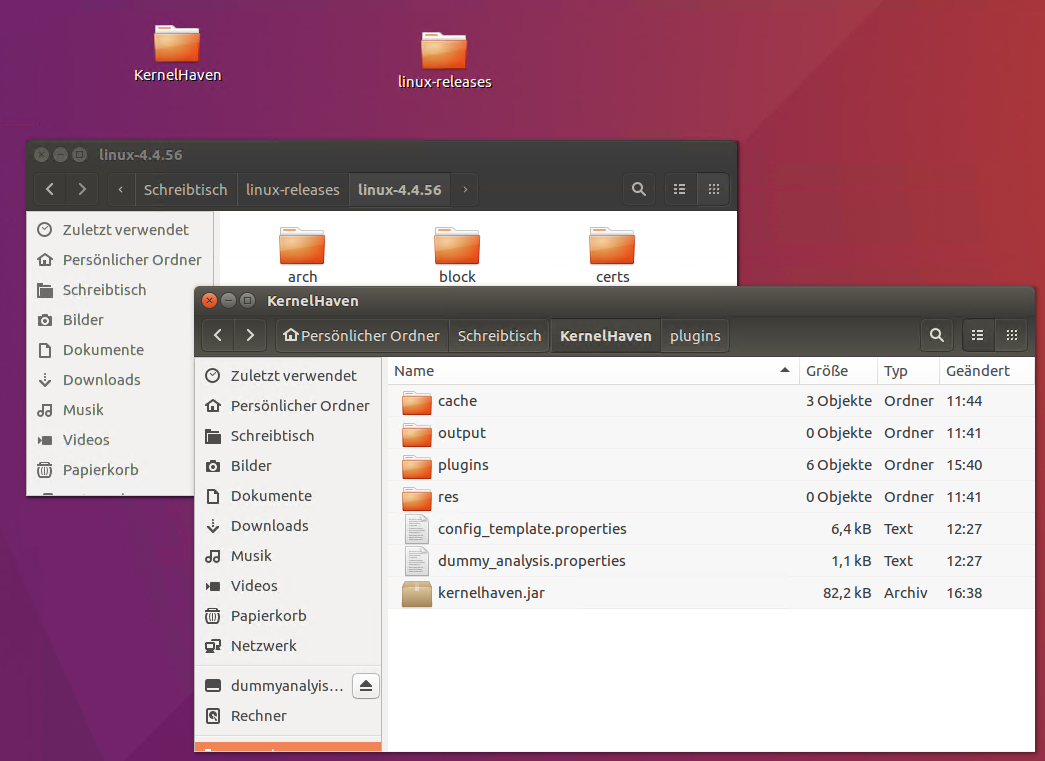 KernelHaven
linux-releases
linux-4.4.56
Schreibtisch linux-releases linux-4.4.56
Zuletzt verwendet
Persönlicher Ordner
Schreibtisch
Bilder
Dokumente
Downloads
Musik
Videos
Papierkorb
arch block certs
KernelHaven
Persönlicher Ordner Schreibtisch KernelHaven plugins
Zuletzt verwendet
Persönlicher Ordner
Schreibtisch
Bilder
Dokumente
Downloads
Musik
Videos
Papierkorb
Netzwerk
dummyanalyis...
Rechner
Name Größe Typ Geändert
cache 3 Objekte Ordner 11:44
output 0 Objekte Ordner 11:41
plugins 6 Objekte Ordner 15:40
res 0 Objekte Ordner 11:41
config_template.properties 6,4 kB Text 12:27
dummy_analysis.properties 1,1 kB Text 12:27
kernelhaven.jar 82,2 kB Archiv 16:38